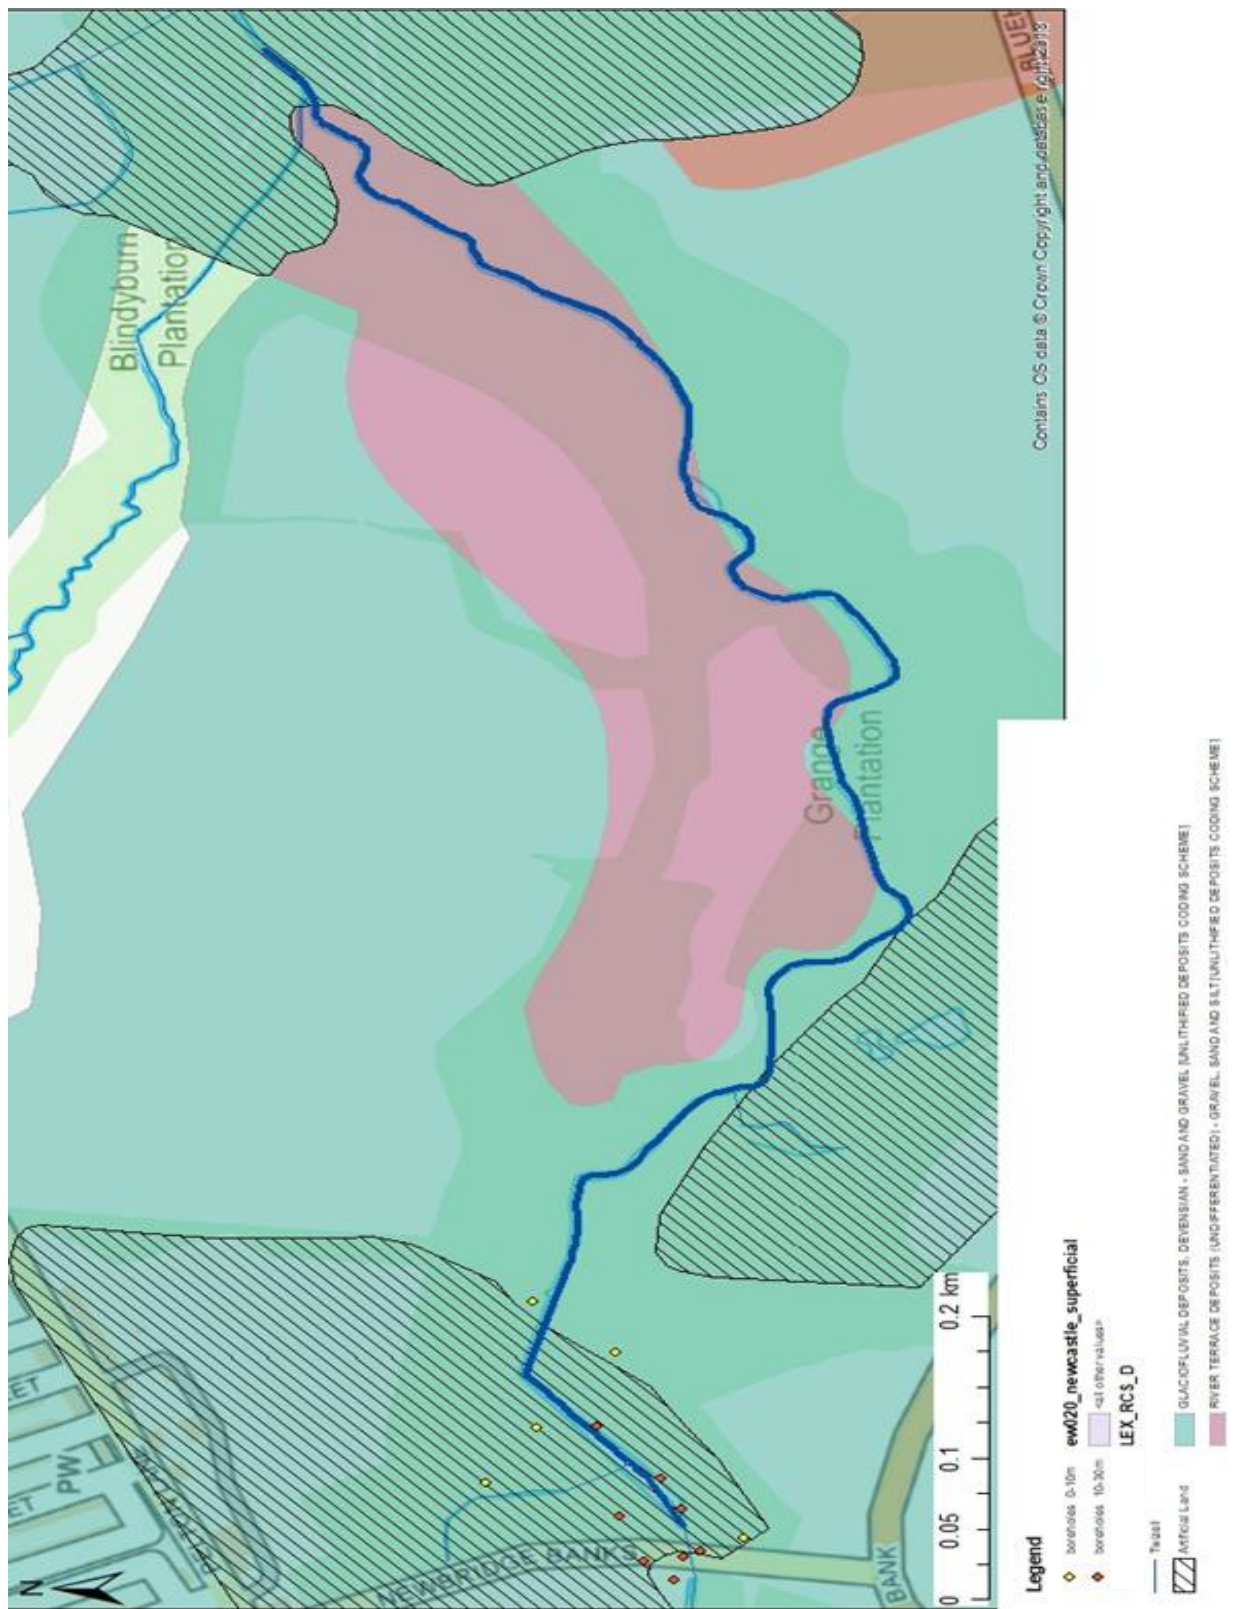 N
PW
NEWBRIDGE BANKS
BANK
Blindyburn
Plantation
Grange
Plantation
Contains OS data © Crown Copyright and database right 2018
0 0.05 0.1 0.2 km
Legend
boreholes 0-10m
boreholes 10-30m
Artificial Land
ew020_newcastle_superficial
<all other values>
LEX_RCS_D
GLACIOFLUVIAL DEPOSITS, DEVENSIAN - SAND AND GRAVEL [UNLITHIFIED DEPOSITS CODING SCHEME]
RIVER TERRACE DEPOSITS (UNDIFFERENTIATED) - GRAVEL, SAND AND SILT [UNLITHIFIED DEPOSITS CODING SCHEME]